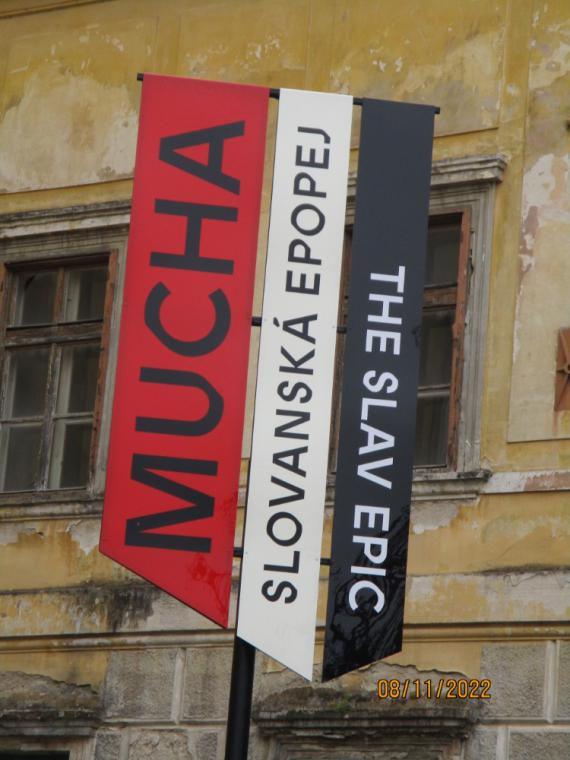 MUCHA
SLOVANSKÁ EPOPEJ
THE SLAV EPIC
08/11/2022